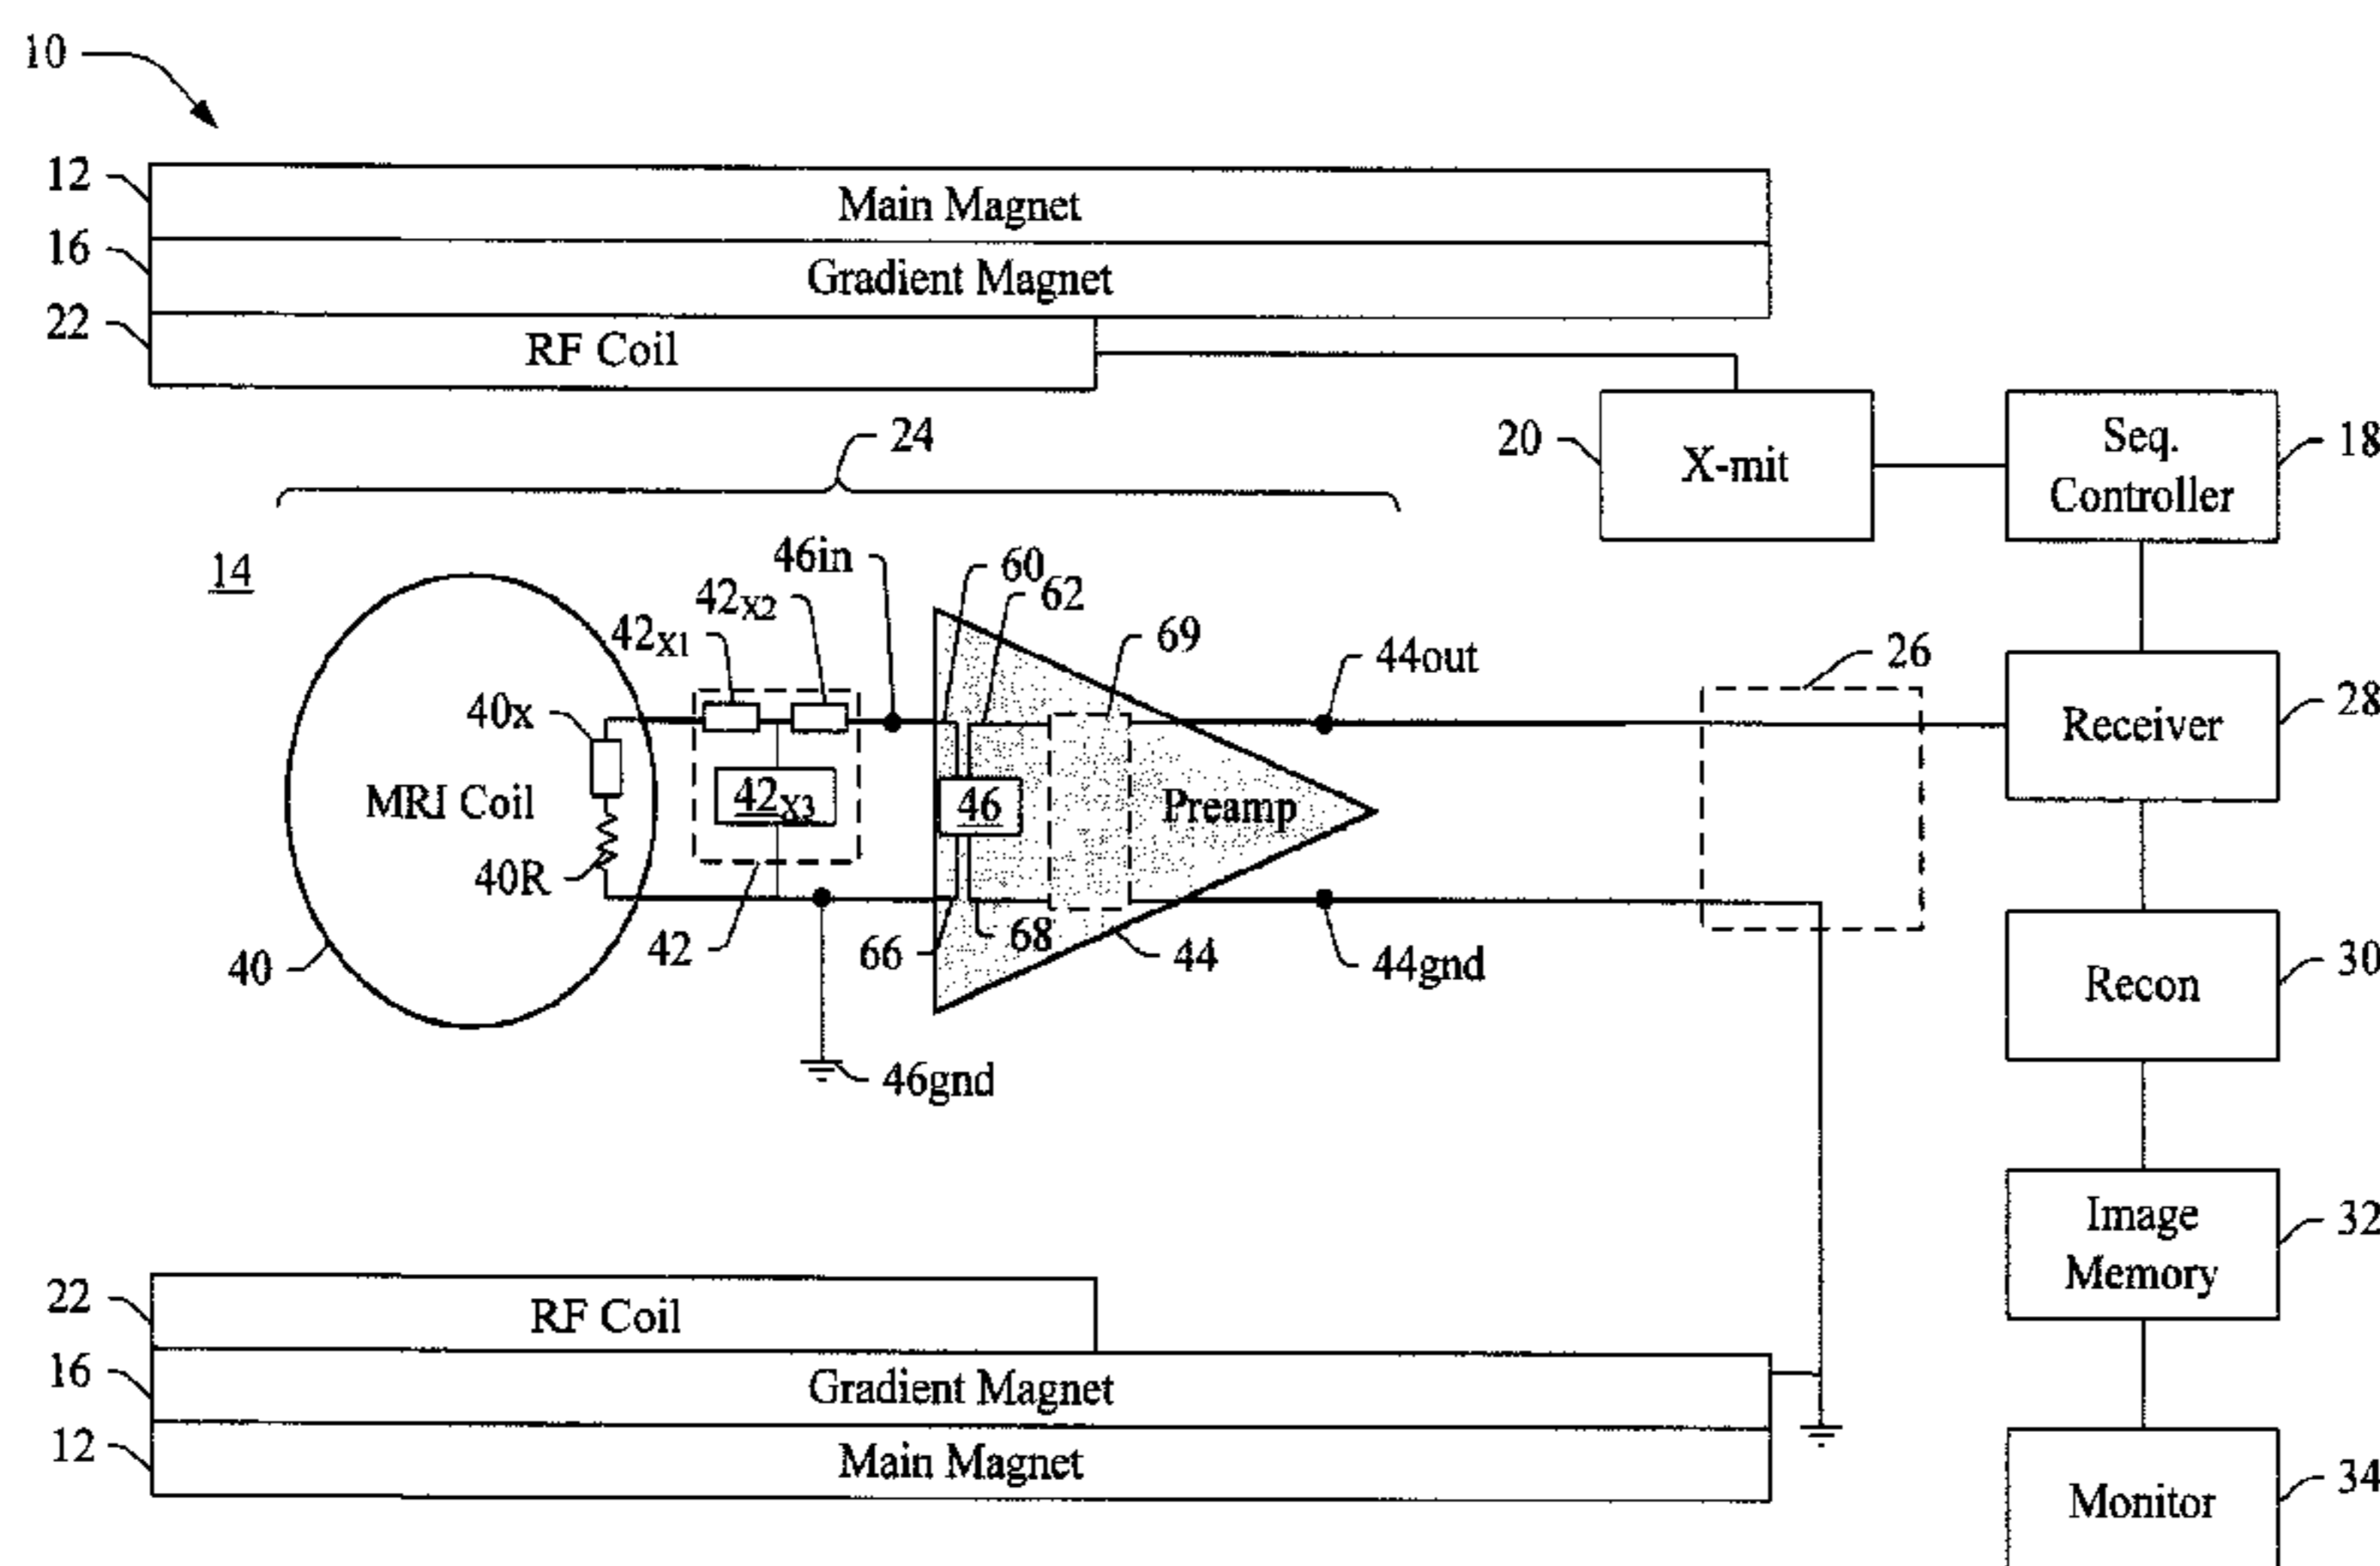 10
12
Main Magnet
16
Gradient Magnet
22
RF Coil
24
20
X-mit
Seq.
Controller
18
14
46in
60
62
42X2
42X1
69
44out
26
40x
MRI Coil
42X3
46
Preamp
Receiver
28
40R
40
42
66
68
44
44gnd
46gnd
Recon
30
Image
Memory
32
22
RF Coil
16
Gradient Magnet
12
Main Magnet
Monitor
34